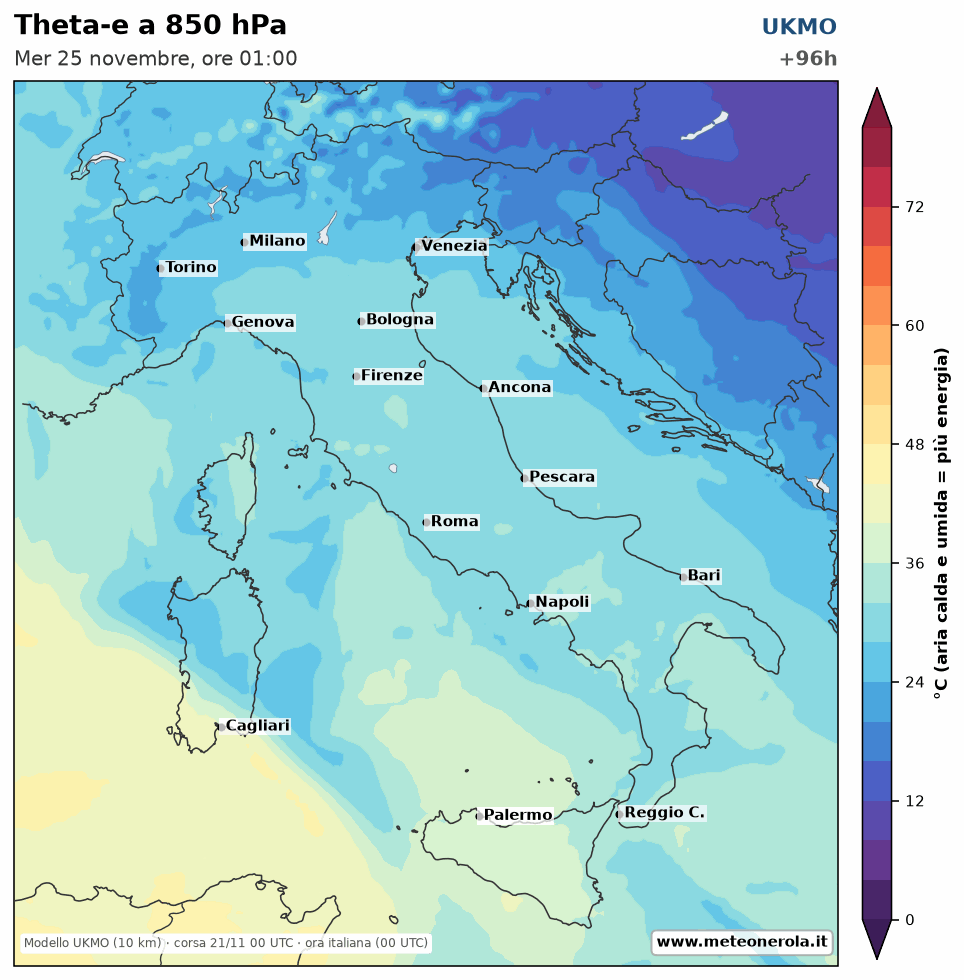 Theta-e a 850 hPa
UKMO
Mer 25 novembre, ore 01:00
+96h
Milano
Venezia
Torino
Genova
Bologna
Firenze
Ancona
Pescara
Roma
Bari
Napoli
Cagliari
Palermo
Reggio C.
72
60
48
36
24
12
0
°C (aria calda e umida = più energia)
Modello UKMO (10 km) · corsa 21/11 00 UTC · ora italiana (00 UTC)
www.meteonerola.it